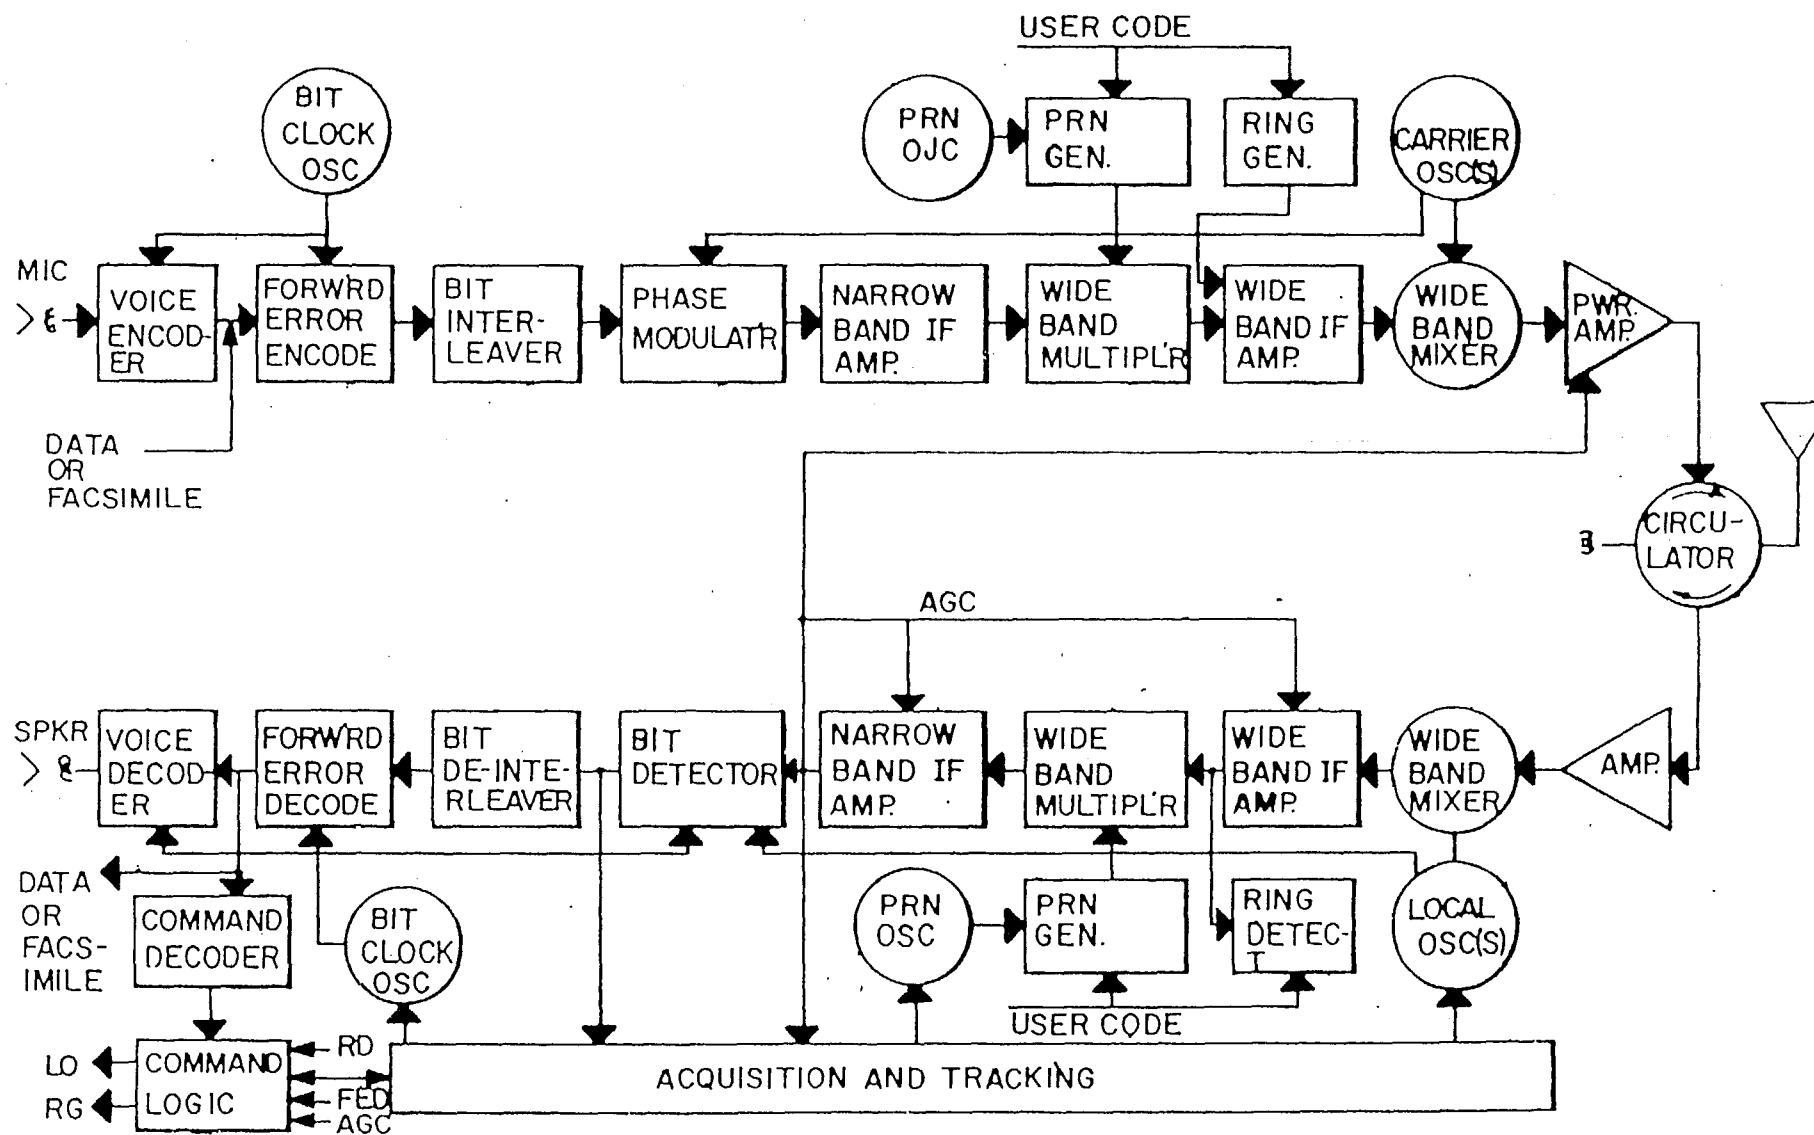 USER CODE
BIT
CLOCK
OSC
PRN
OJC
PRN
GEN.
RING
GEN.
CARRIER
OSC(S)
MIC
VOICE
ENCOD-
ER
FORW'RD
ERROR
ENCODE
BIT
INTER-
LEAVER
PHASE
MODULAT'R
NARROW
BAND IF
AMP.
WIDE
BAND
MULTIPL'R
WIDE
BAND IF
AMP.
WIDE
BAND
MIXER
PWR.
AMP.
DATA
OR
FACSIMILE
CIRCU-
LATOR
AGC
SPKR
VOICE
DECOD
ER
FORW'RD
ERROR
DECODE
BIT
DE-INTE-
RLEAVER
BIT
DETECTOR
NARROW
BAND IF
AMP.
WIDE
BAND
MULTIPL'R
WIDE
BAND IF
AMP.
WIDE
BAND
MIXER
AMP.
DATA
OR
FACS-
IMILE
COMMAND
DECODER
BIT
CLOCK
OSC
PRN
OSC
PRN
GEN.
RING
DETEC-
T
LOCAL
OSC(S)
USER CODE
LO
RG
COMMAND
LOGIC
RD
FED
AGC
ACQUISITION AND TRACKING